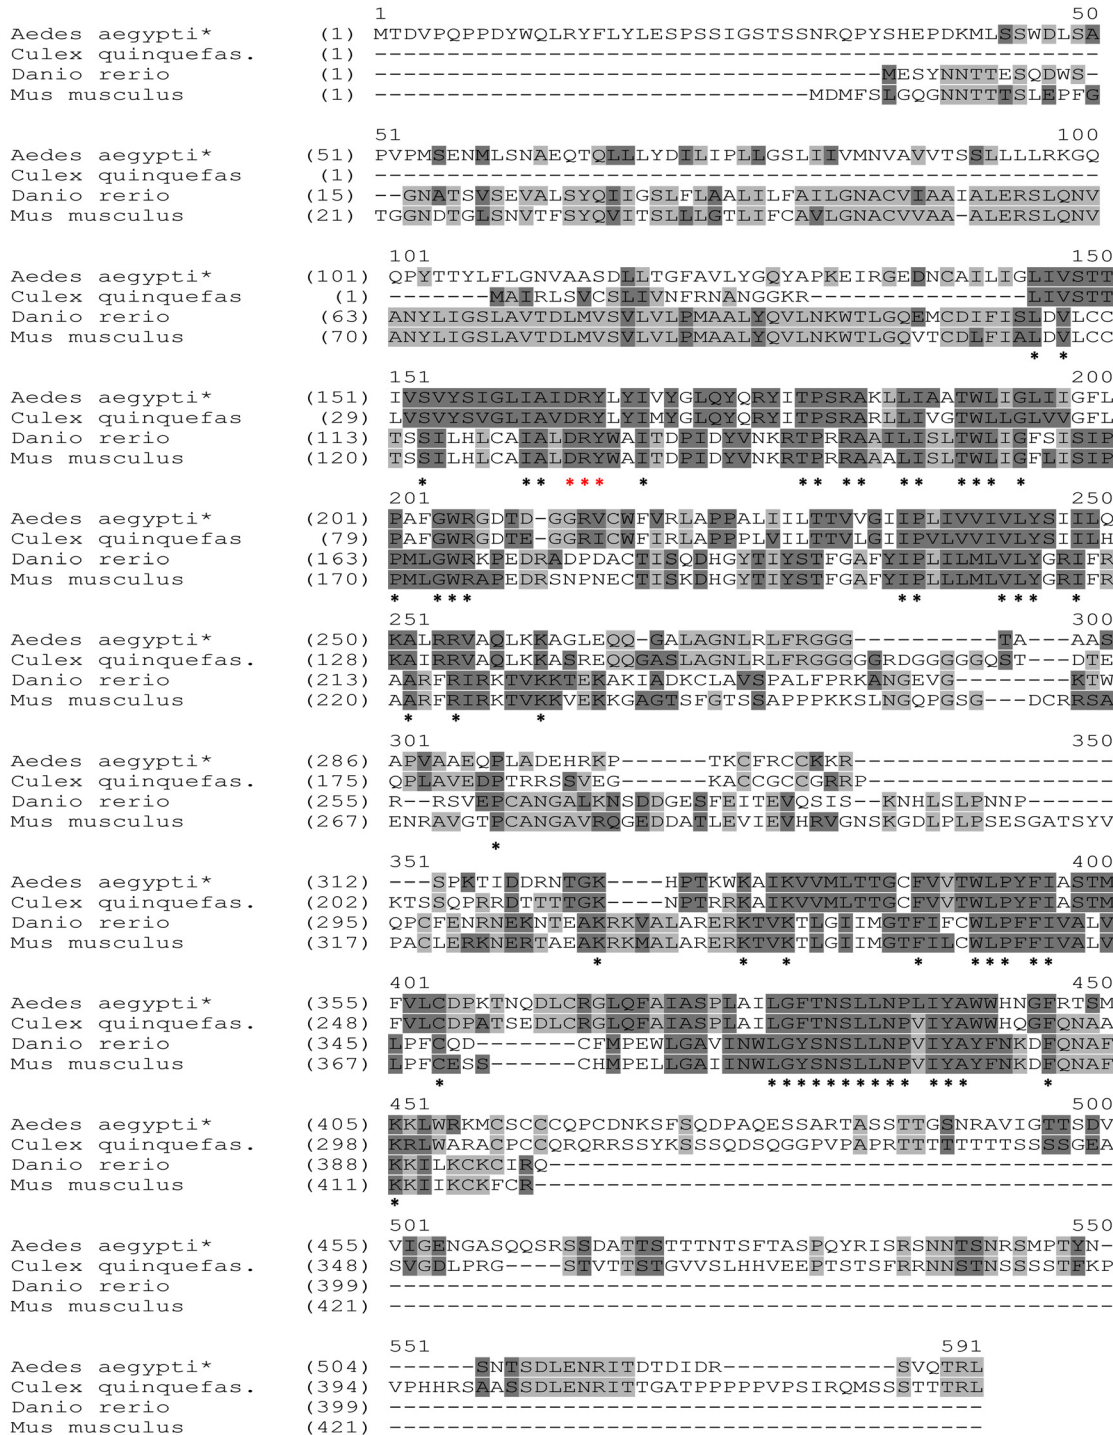 1 50
Aedes aegypti* (1) MTDVPQPPDYWQLRYFLYLESPSSIGSTSSNRQPYSHEPDKMLSSWDLSA
Culex quinquefas. (1) --------------------------------------------------
Danio rerio (1) -----------------------------------MESYNNTTESQDWS-
Mus musculus (1) ------------------------------MDMFSLGQGNNTTTSLEPFG
51 100
Aedes aegypti* (51) PVPMSENMLSNAEQTQLLLYDILIPLLGSLIIVMNVAVVTSSLLLLLRKGQ
Culex quinquefas (1) --------------------------------------------------
Danio rerio (15) --GNATSVSEVALSYQIIGSLFLAALILFAILGNACVIAAIALERSLQNV
Mus musculus (21) TGGNDTGLSNVTFSYQVITSLLLGTLIFCAVLGNACVVAA-ALERSLQNV
101 150
Aedes aegypti* (101) QPYTTYLFLGNVAASDLLTGFAVLYGQYAPKEIRGEDNCAILIGLIVSTT
Culex quinquefas (1) -------MAIRLSVCSLIVNFRNANGGKR---------------LIVSTT
Danio rerio (63) ANYLIGSLAVTDLMVSVLVLPMAALYQVLNKWTLGQEMCDIFISLDVLCC
Mus musculus (70) ANYLIGSLAVTDLMVSVLVLPMAALYQVLNKWTLGQVTCDLFIALDVLCC
* *
151 200
Aedes aegypti* (151) IVSVYSIGLIAIDRYLYIVYGLQYQRYITPSRAKLLIAATWLIGLIIGFL
Culex quinquefas (29) LVSVYSVGLIAVDRYLYIMYGLQYQRYITPSRARLLIVGTWLLGLVVGFL
Danio rerio (113) TSSILHLCAIALDRYWAITDPIDYVNKRTPRRAAILISLTWLIGFSISIP
Mus musculus (120) TSSILHLCAIALDRYWAITDPIDYVNKRTPRRAAALISLTWLIGFLISIP
* ** *** * ** ** ** *** *
201 250
Aedes aegypti* (201) PAFGWRGDTD-GGRVCWFVRLAPPALIILTTVVGIIPLIVVIVLYSIILQ
Culex quinquefas (79) PAFGWRGDTE-GGRICWFIRLAPPPLVILTTVLGIIPVLVVIVLYSIILH
Danio rerio (163) PMLGWRKPEDRADPDACTISQDHGYTIYSTFGAFYIPLILMLVLYGRIFR
Mus musculus (170) PMLGWRAPEDRSNPNECTISKDHGYTIYSTFGAFYIPLLLMLVLYGRIFR
* *** ** *** *
251 300
Aedes aegypti* (250) KALRRVAQLKKAGLEQQ-GALAGNLRLFRGGG----------TA---AAS
Culex quinquefas. (128) KAIRRVAQLKKASREQQGASLAGNLRLFRGGGGGRDGGGGGQST---DTE
Danio rerio (213) AARFRIRKTVKKTEKAKIADKCLAVSPALFPRKANGEVG--------KTW
Mus musculus (220) AARFRIRKTVKKVEKKGAGTSFGTSSAPPPKKSLNGQPGSG---DCRRSA
* * *
301 350
Aedes aegypti* (286) APVAAEQPLADEHRKP------TKCFRCCKKR------------------
Culex quinquefas. (175) QPLAVEDPTRRSSVEG------KACCGCCGRRP-----------------
Danio rerio (255) R--RSVEPCANGALKNSDDGESFEITEVQSIS--KNHLSLPNNP------
Mus musculus (267) ENRAVGTPCANGAVRQGEDDATLEVIEVHRVGNSKGDLPLPSESGATSYV
*
351 400
Aedes aegypti* (312) ---SPKTIDDRNTGK----HPTKWKAIKVVMLTTGCFVVTWLPYFIASTM
Culex quinquefas. (202) KTSSQPRRDTTTTGK----NPTRRKAIKVVMLTTGCFVVTWLPYFIASTM
Danio rerio (295) QPCFENRNEKNTEAKRKVALARERKTVKTLGIIMGTFIFCWLPFFIVALV
Mus musculus (317) PACLERKNERTAEAKRKMALARERKTVKTLGIIMGTFILCWLPFFIVALV
* * * * *** **
401 450
Aedes aegypti* (355) FVLCDPKTNQDLCRGLQFAIASPLAILGFTNSLLNPLIYAWWHNGFRTSM
Culex quinquefas. (248) FVLCDPATSEDLCRGLQFAIASPLAILGFTNSLLNPVIYAWWHQGFQNAA
Danio rerio (345) LPFCQD-------CFMPEWLGAVINWLGYSNSLLNPVIYAYFNKDFQNAF
Mus musculus (367) LPFCESS------CHMPELLGAIINWLGYSNSLLNPVIYAYFNKDFQNAF
* ********** *** *
451 500
Aedes aegypti* (405) KKLWRKMCSCCCQPCDNKSFSQDPAQESSARTASSTTGSNRAVIGTTSDV
Culex quinquefas. (298) KRLWARACPCCQRQRRSSYKSSSQDSQGGPVPAPRTTTTTTTTSSSSGEA
Danio rerio (388) KKILKCKCIRQ---------------------------------------
Mus musculus (411) KKIIKCKFCR----------------------------------------
*
501 550
Aedes aegypti* (455) VIGENGASQQSRSSDATTSTTTNTSFTASPQYRISRSNNTSNRSMPTYN-
Culex quinquefas. (348) SVGDLPRG----STVTTSTGVVSLHHVEEPTSTSFRRNNSTNSSSSTFKP
Danio rerio (399) --------------------------------------------------
Mus musculus (421) --------------------------------------------------
551 591
Aedes aegypti* (504) ------SNTSDLENRITDTDIDR------------SVQTRL
Culex quinquefas. (394) VPHHRSAASSDLENRITTGATPPPPPPVPSIRQMSSSTTTRL
Danio rerio (399) -----------------------------------------
Mus musculus (421) -----------------------------------------